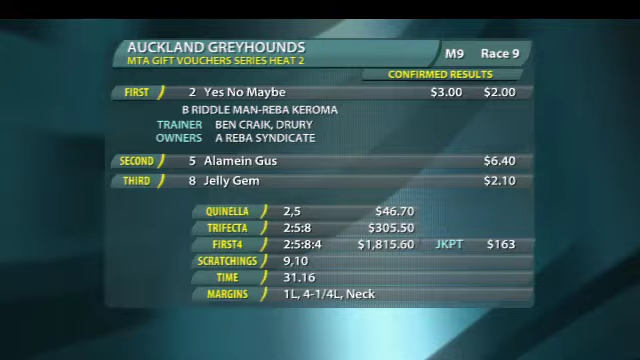 AUCKLAND GREYHOUNDS
MTA GIFT VOUCHERS SERIES HEAT 2
M9 Race 9
CONFIRMED RESULTS
FIRST 2 Yes No Maybe $3.00 $2.00
B RIDDLE MAN-REBA KEROMA
TRAINER BEN CRAIK, DRURY
OWNERS A REBA SYNDICATE
SECOND 5 Alamein Gus $6.40
THIRD 8 Jelly Gem $2.10
QUINELLA 2,5 $46.70
TRIFECTA 2:5:8 $305.50
FIRST4 2:5:8:4 $1,815.60 JKPT $163
SCRATCHINGS 9,10
TIME 31.16
MARGINS 1L, 4-1/4L, Neck